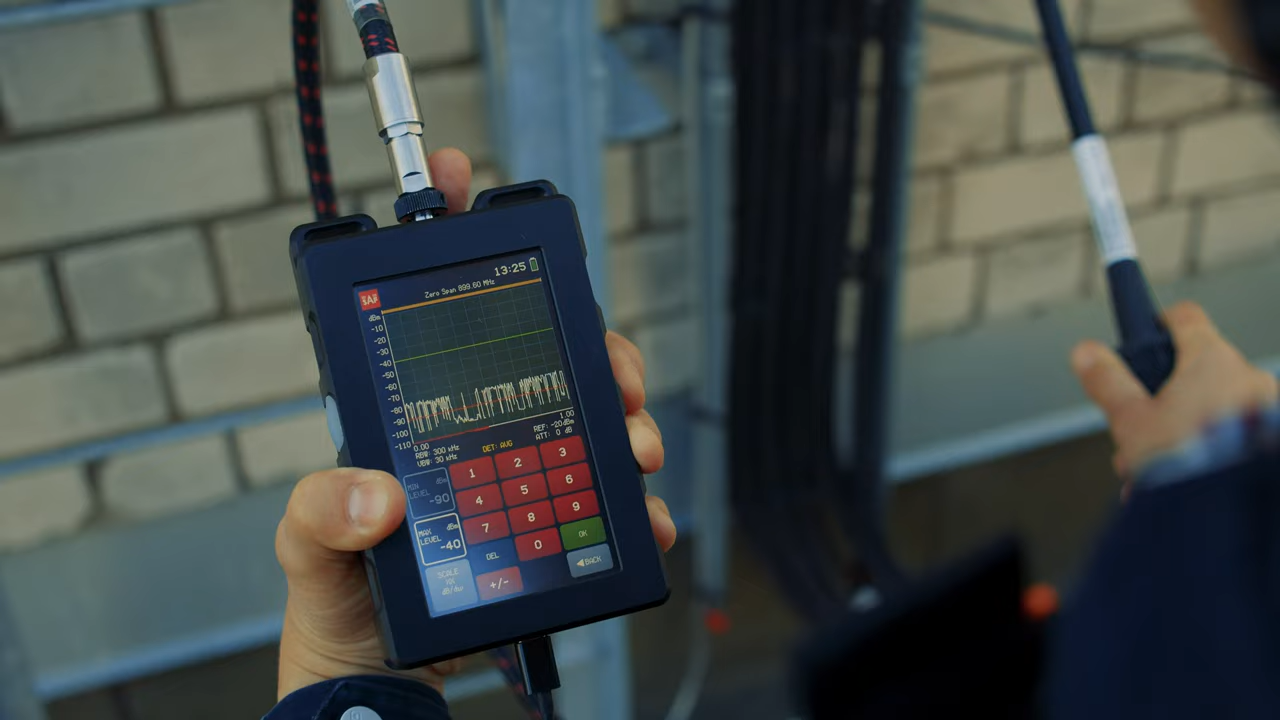 13:25
SAF
Zero Span 899.60 MHz
dBm
-10
-20
-30
-40
-50
-60
-70
-80
-90
-100
-110
0.00
1.00
RBW: 300 kHz
VBW: 30 kHz
DET: AVG
REF: -20dBm
ATT: 0 dB
MIN dBm
LEVEL
-90
1 2 3
4 5 6
MAX dBm
LEVEL
-40
7 8 9
DEL 0 OK
SCALE
+/- BACK